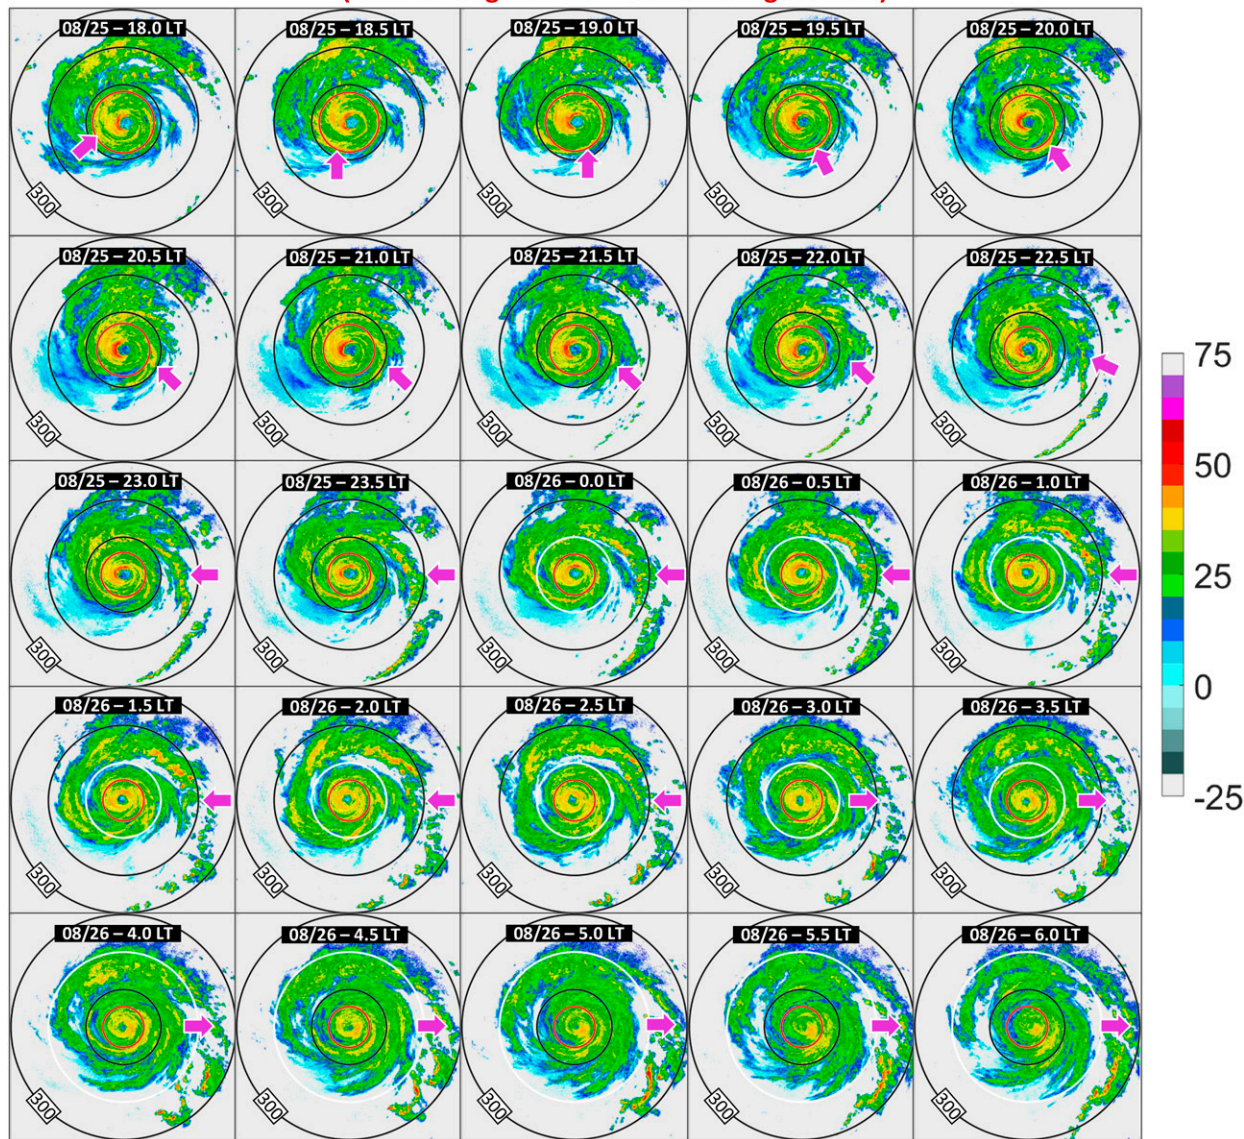 08/25 – 18.0 LT
08/25 – 18.5 LT
08/25 – 19.0 LT
08/25 – 19.5 LT
08/25 – 20.0 LT
300
300
300
300
300
08/25 – 20.5 LT
08/25 – 21.0 LT
08/25 – 21.5 LT
08/25 – 22.0 LT
08/25 – 22.5 LT
300
300
300
300
300
08/25 – 23.0 LT
08/25 – 23.5 LT
08/26 – 0.0 LT
08/26 – 0.5 LT
08/26 – 1.0 LT
300
300
300
300
300
08/26 – 1.5 LT
08/26 – 2.0 LT
08/26 – 2.5 LT
08/26 – 3.0 LT
08/26 – 3.5 LT
300
300
300
300
300
08/26 – 4.0 LT
08/26 – 4.5 LT
08/26 – 5.0 LT
08/26 – 5.5 LT
08/26 – 6.0 LT
300
300
300
300
300
75
50
25
0
-25